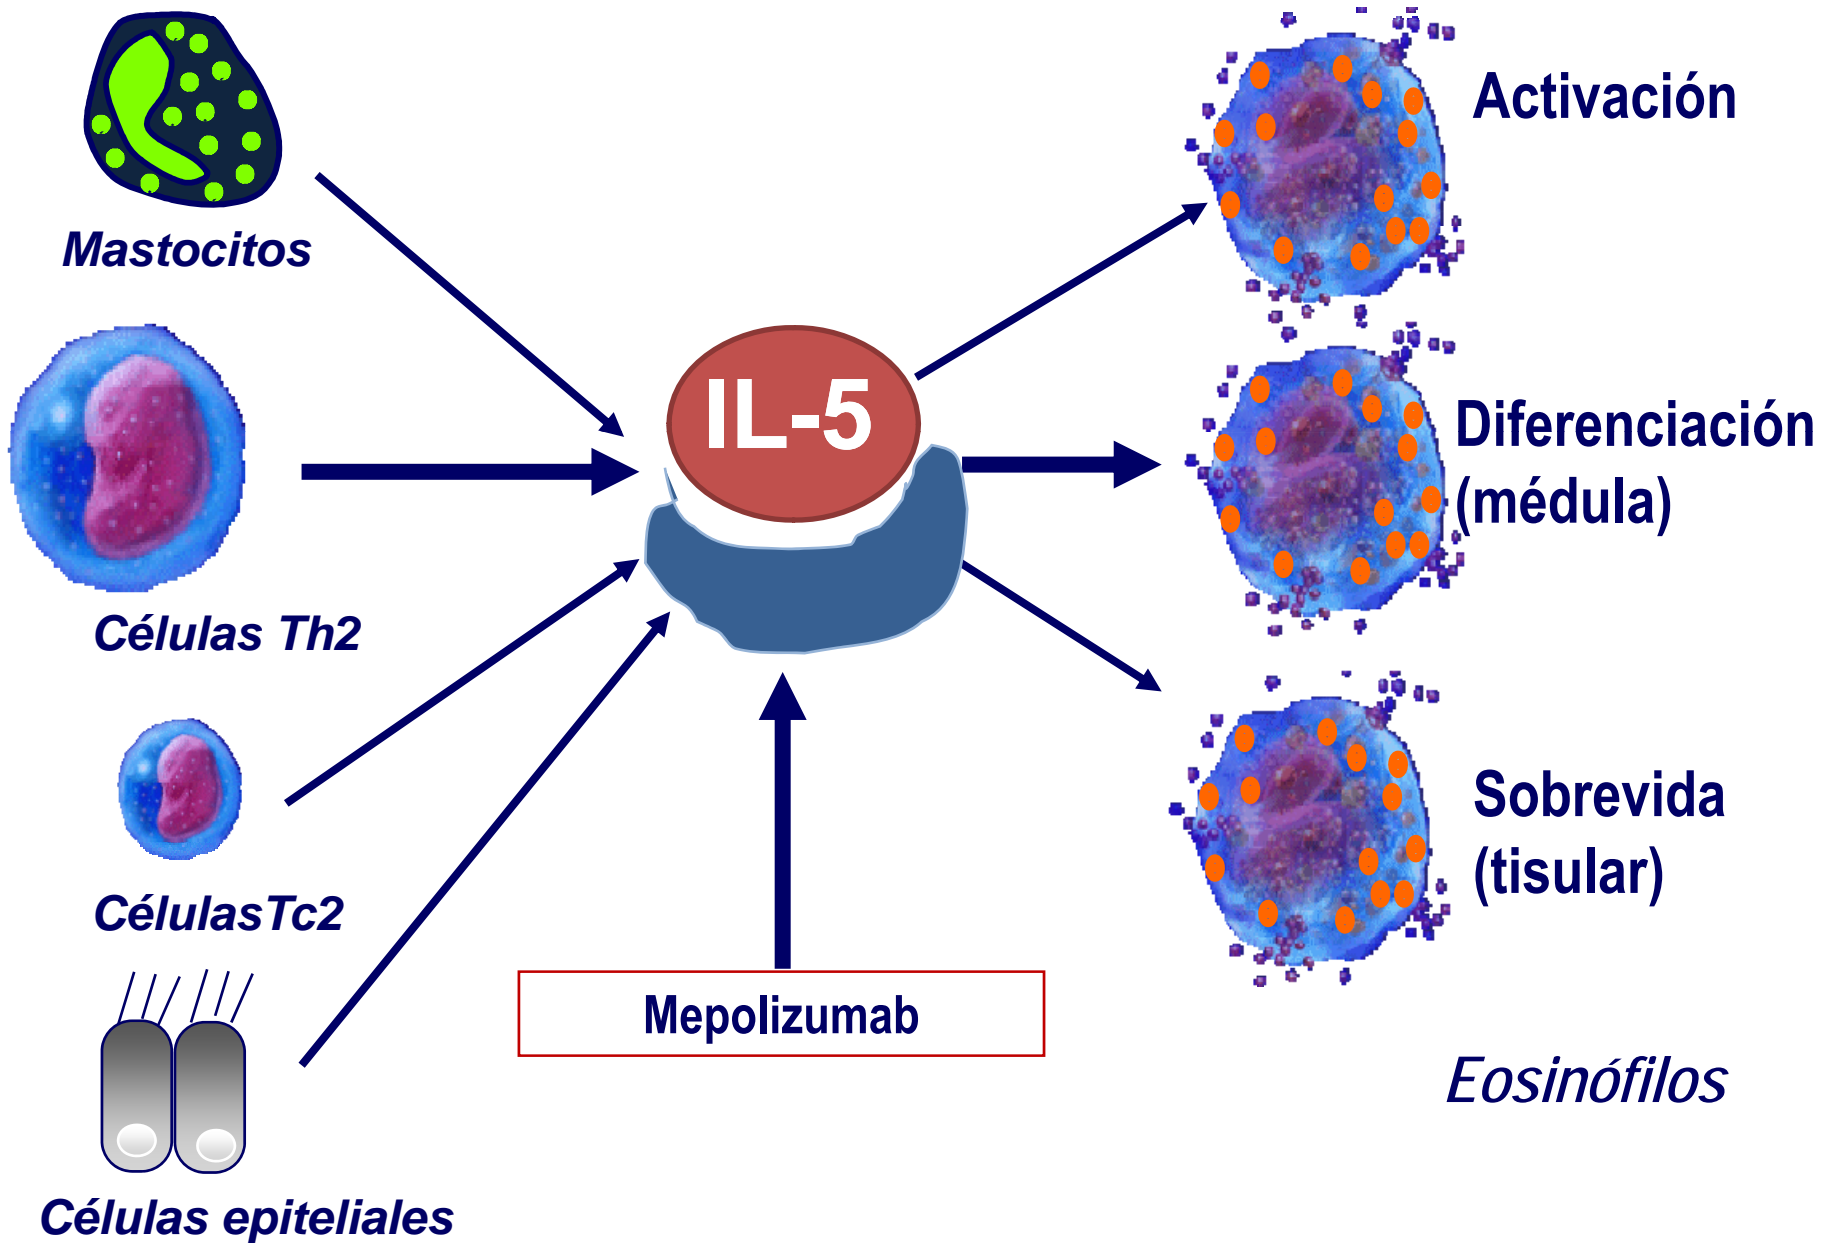 Mastocitos
Células Th2
CélulasTc2
Células epiteliales
IL-5
Mepolizumab
Activación
Diferenciación
(médula)
Sobrevida
(tisular)
Eosinófilos